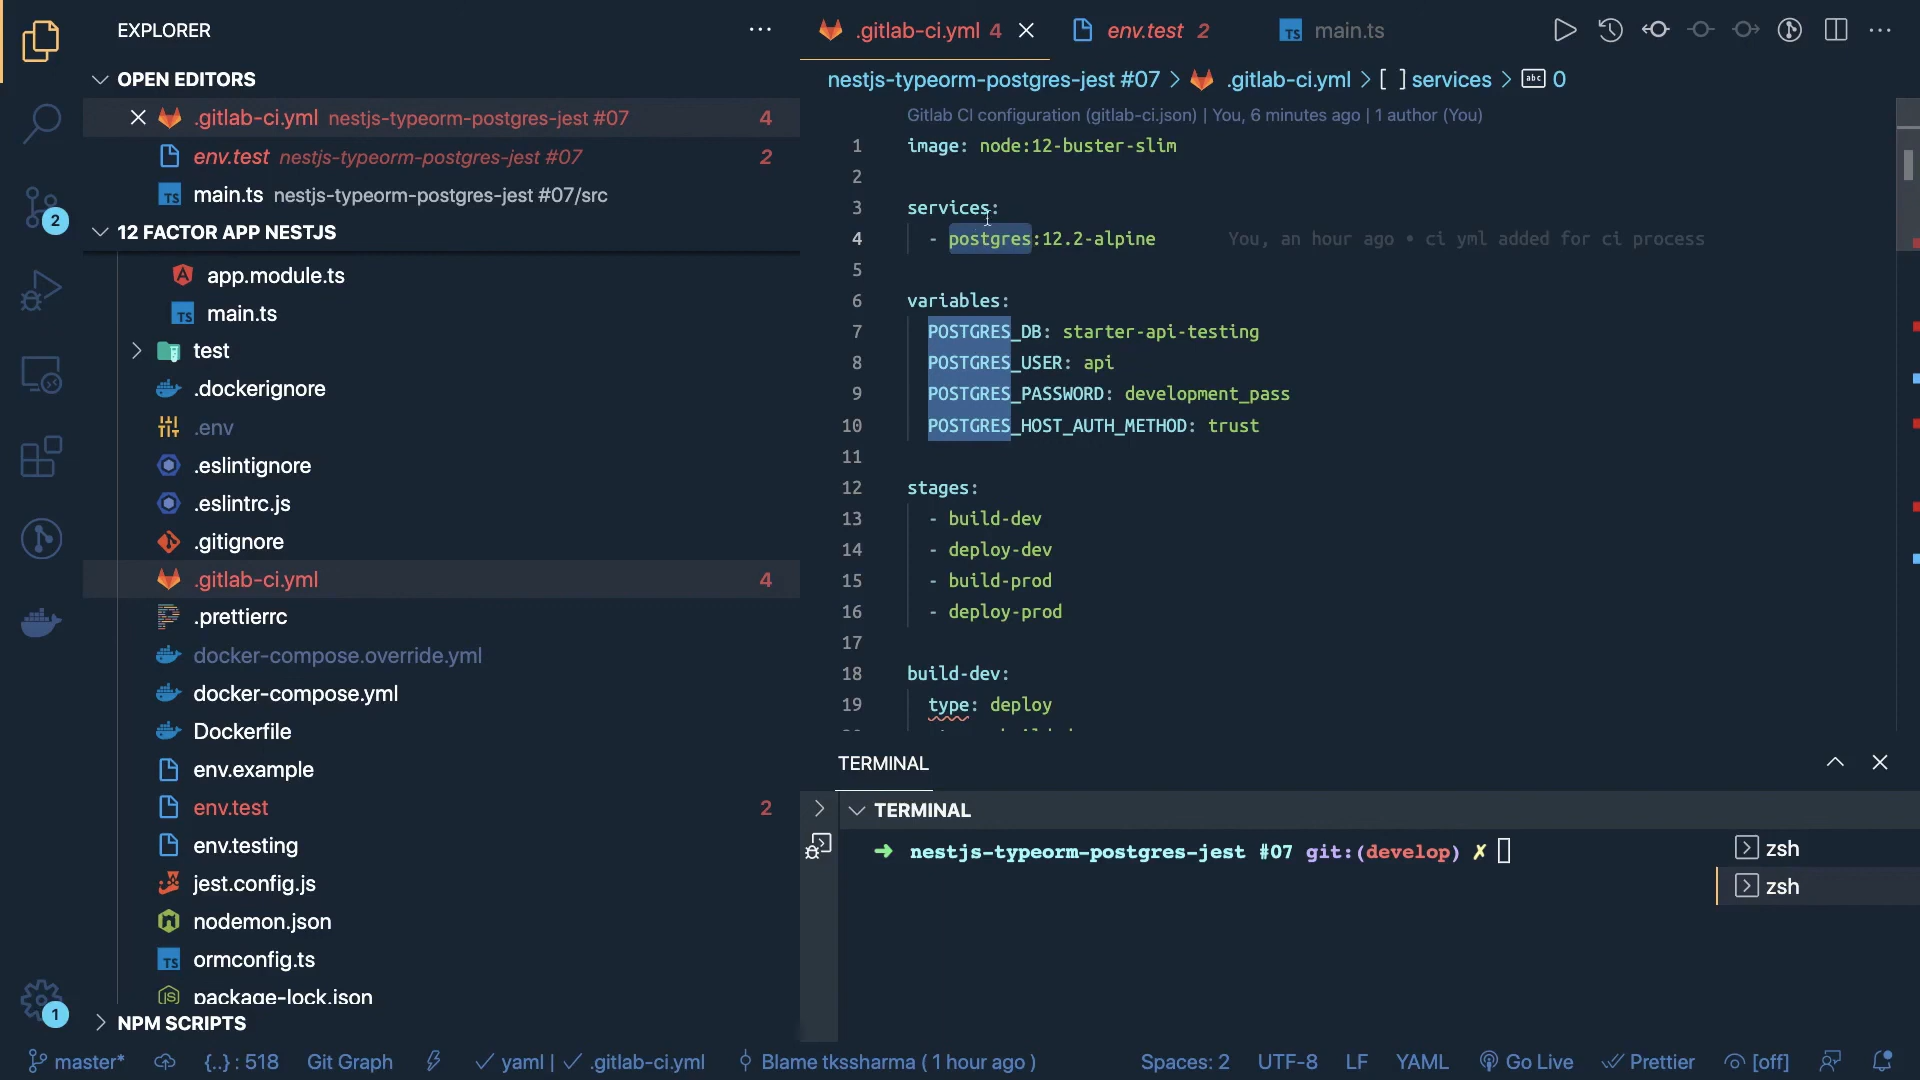 EXPLORER
OPEN EDITORS
.gitlab-ci.yml nestjs-typeorm-postgres-jest #07 4
env.test nestjs-typeorm-postgres-jest #07 2
TS main.ts nestjs-typeorm-postgres-jest #07/src
12 FACTOR APP NESTJS
app.module.ts
TS main.ts
test
.dockerignore
.env
.eslintignore
.eslintrc.js
.gitignore
.gitlab-ci.yml 4
.prettierrc
docker-compose.override.yml
docker-compose.yml
Dockerfile
env.example
env.test 2
env.testing
jest.config.js
nodemon.json
TS ormconfig.ts
package-lock.json
NPM SCRIPTS
2
1
.gitlab-ci.yml 4
env.test 2
TS main.ts
nestjs-typeorm-postgres-jest #07 > .gitlab-ci.yml > [ ] services > abc 0
Gitlab CI configuration (gitlab-ci.json) | You, 6 minutes ago | 1 author (You)
1 image: node:12-buster-slim
2
3 services:
4 - postgres:12.2-alpine You, an hour ago • ci yml added for ci process
5
6 variables:
7 POSTGRES_DB: starter-api-testing
8 POSTGRES_USER: api
9 POSTGRES_PASSWORD: development_pass
10 POSTGRES_HOST_AUTH_METHOD: trust
11
12 stages:
13 - build-dev
14 - deploy-dev
15 - build-prod
16 - deploy-prod
17
18 build-dev:
19 type: deploy
TERMINAL
TERMINAL
➜ nestjs-typeorm-postgres-jest #07 git:(develop) ✗
zsh
zsh
master* {..} : 518 Git Graph ✓ yaml | ✓ .gitlab-ci.yml Blame tkssharma ( 1 hour ago ) Spaces: 2 UTF-8 LF YAML Go Live Prettier [off]